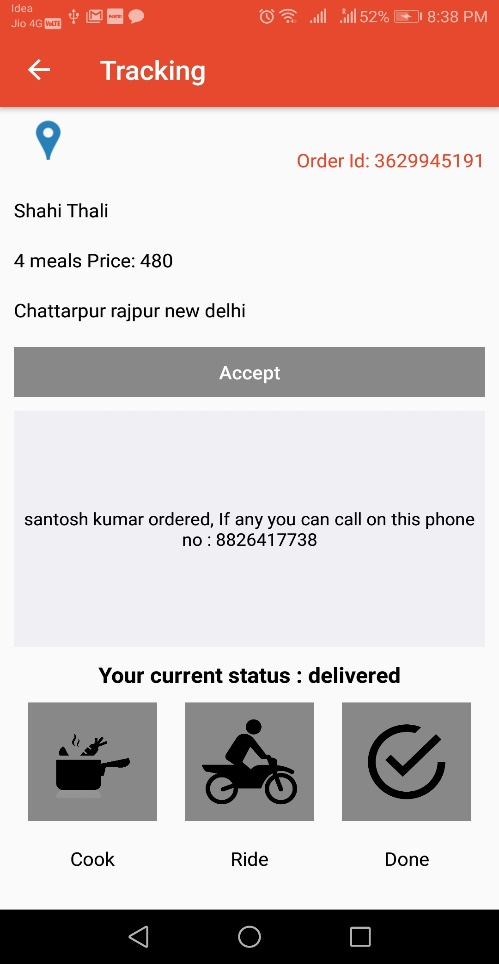 Idea
Jio 4G VoLTE 52% 8:38 PM
Tracking
Order Id: 3629945191
Shahi Thali
4 meals Price: 480
Chattarpur rajpur new delhi
Accept
santosh kumar ordered, If any you can call on this phone
no : 8826417738
Your current status : delivered
Cook Ride Done